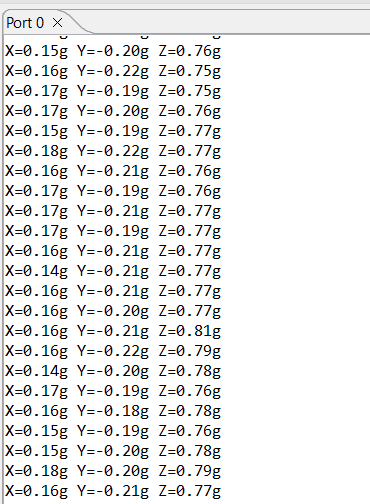 Port 0
X=0.15g Y=-0.20g Z=0.76g
X=0.16g Y=-0.22g Z=0.75g
X=0.17g Y=-0.19g Z=0.75g
X=0.17g Y=-0.20g Z=0.76g
X=0.15g Y=-0.19g Z=0.77g
X=0.18g Y=-0.22g Z=0.77g
X=0.16g Y=-0.21g Z=0.76g
X=0.17g Y=-0.19g Z=0.76g
X=0.17g Y=-0.21g Z=0.77g
X=0.17g Y=-0.19g Z=0.77g
X=0.16g Y=-0.21g Z=0.77g
X=0.14g Y=-0.21g Z=0.77g
X=0.16g Y=-0.21g Z=0.77g
X=0.16g Y=-0.20g Z=0.77g
X=0.16g Y=-0.21g Z=0.81g
X=0.16g Y=-0.22g Z=0.79g
X=0.14g Y=-0.20g Z=0.78g
X=0.17g Y=-0.19g Z=0.76g
X=0.16g Y=-0.18g Z=0.78g
X=0.15g Y=-0.19g Z=0.76g
X=0.15g Y=-0.20g Z=0.78g
X=0.18g Y=-0.20g Z=0.79g
X=0.16g Y=-0.21g Z=0.77g